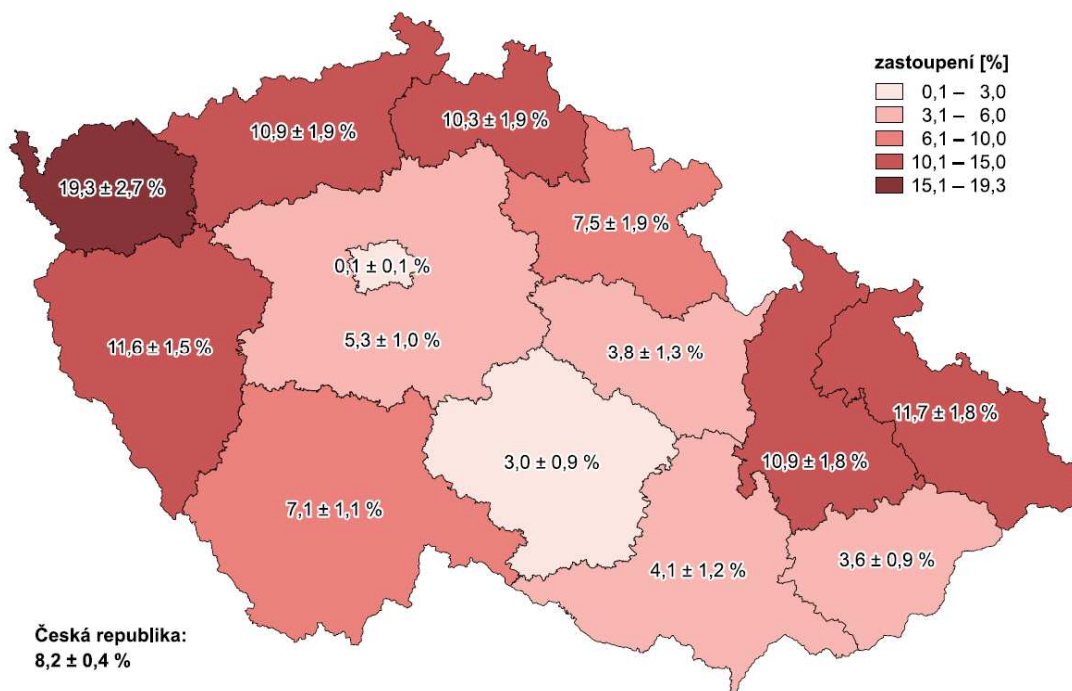 zastoupení [%]
0,1 – 3,0
3,1 – 6,0
6,1 – 10,0
10,1 – 15,0
15,1 – 19,3
10,9 ± 1,9 %
10,3 ± 1,9 %
19,3 ± 2,7 %
7,5 ± 1,9 %
0,1 ± 0,1 %
11,6 ± 1,5 %
5,3 ± 1,0 %
3,8 ± 1,3 %
11,7 ± 1,8 %
3,0 ± 0,9 %
10,9 ± 1,8 %
7,1 ± 1,1 %
4,1 ± 1,2 %
3,6 ± 0,9 %
Česká republika:
8,2 ± 0,4 %